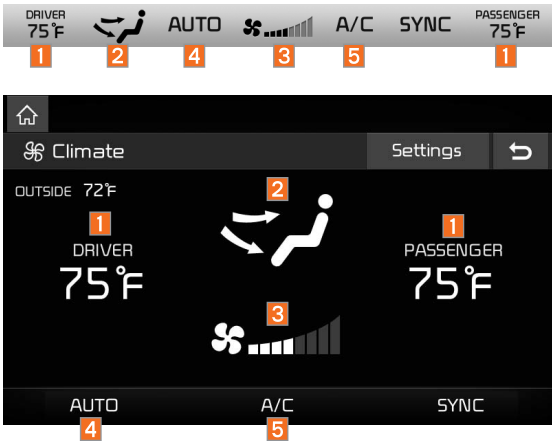 DRIVER
75°F
AUTO
A/C
SYNC
PASSENGER
75°F
1
2
4
3
5
1
Climate
Settings
OUTSIDE 72°F
2
1
1
DRIVER
PASSENGER
75°F
75°F
3
AUTO
A/C
SYNC
4
5